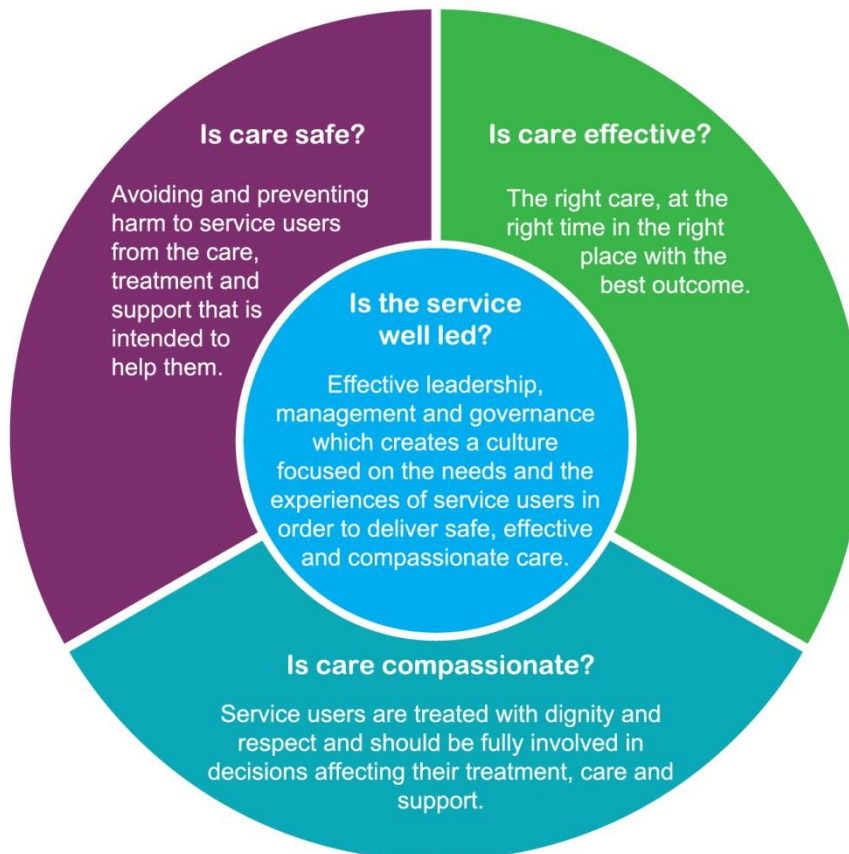 Is care safe?
Avoiding and preventing
harm to service users
from the care,
treatment and
support that is
intended to
help them.
Is care effective?
The right care, at the
right time in the right
place with the
best outcome.
Is the service
well led?
Effective leadership,
management and governance
which creates a culture
focused on the needs and the
experiences of service users in
order to deliver safe, effective
and compassionate care.
Is care compassionate?
Service users are treated with dignity and
respect and should be fully involved in
decisions affecting their treatment, care and
support.